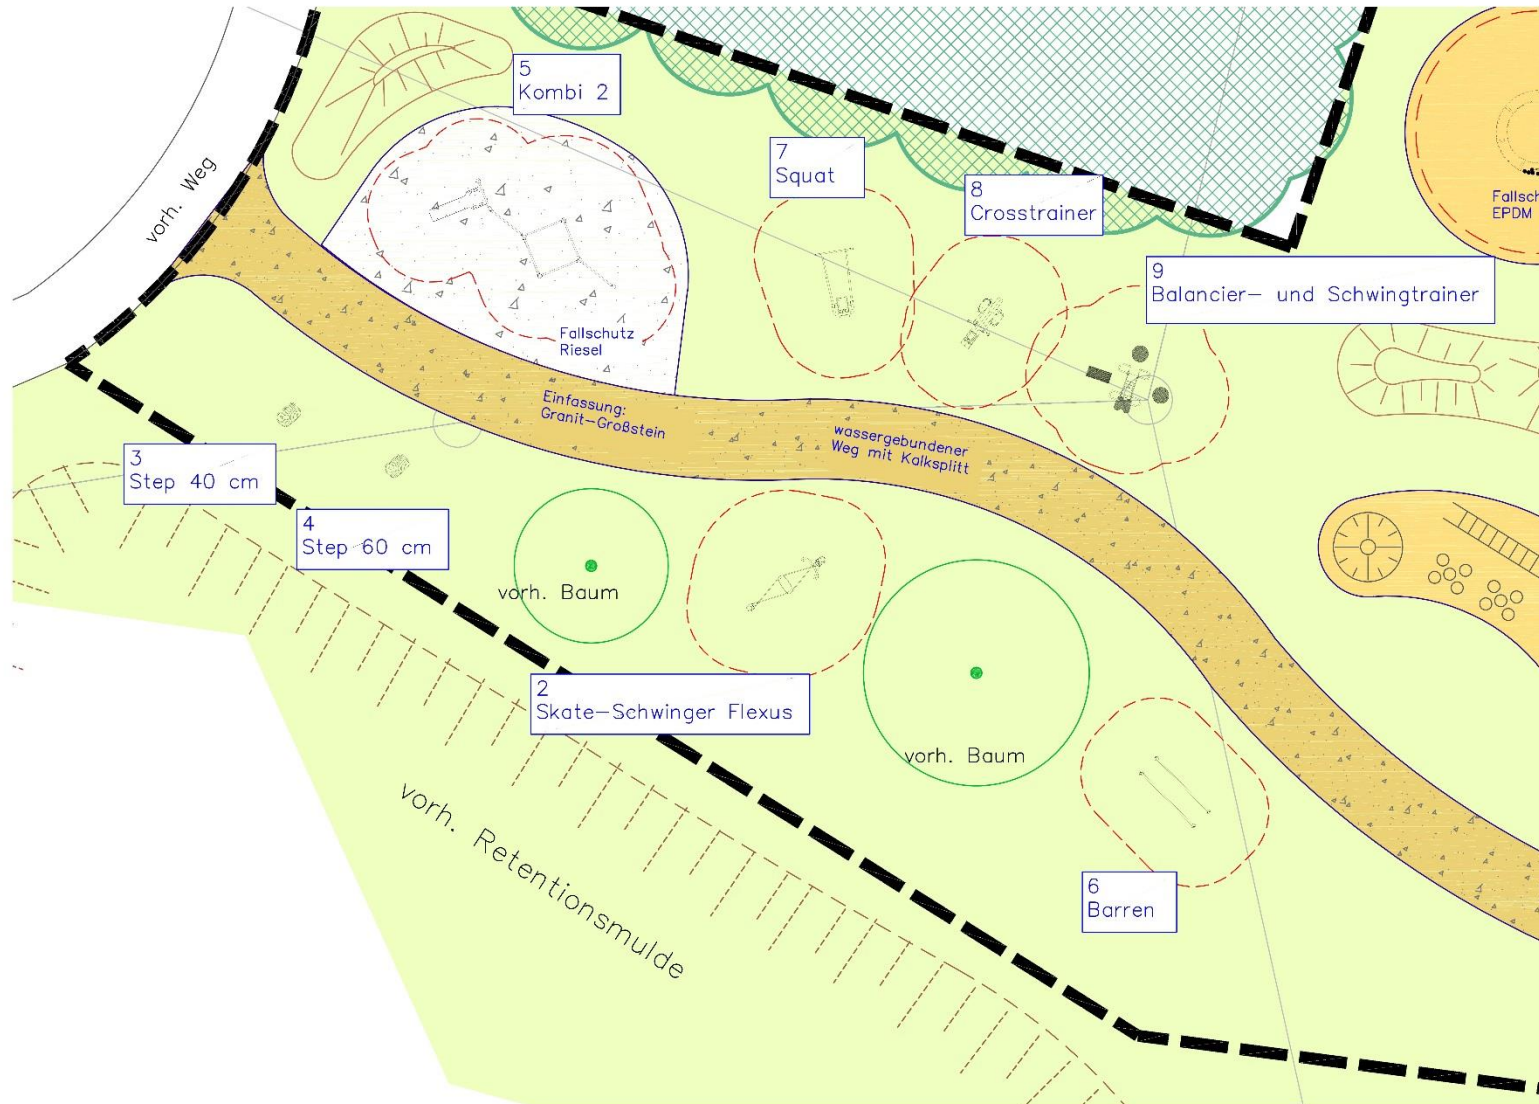 5
Kombi 2
7
Squat
8
Crosstrainer
vorh. Weg
Fallsch
EPDM
9
Balancier- und Schwingtrainer
Fallschutz
Riesel
Einfassung:
Granit-Großstein
wassergebundener
Weg mit Kalksplitt
3
Step 40 cm
4
Step 60 cm
vorh. Baum
2
Skate-Schwinger Flexus
vorh. Baum
vorh. Retentionsmulde
6
Barren